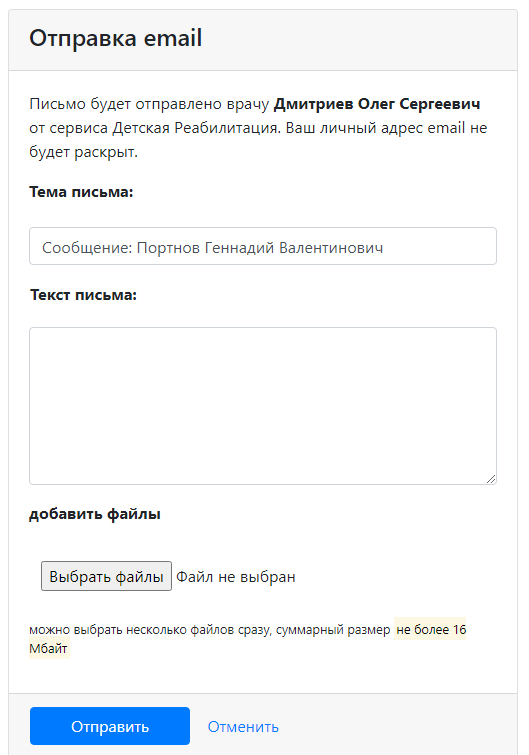 Отправка email
Письмо будет отправлено врачу Дмитриев Олег Сергеевич
от сервиса Детская Реабилитация. Ваш личный адрес email не
будет раскрыт.
Тема письма:
Сообщение: Портнов Геннадий Валентинович
Текст письма:
добавить файлы
Выбрать файлы Файл не выбран
можно выбрать несколько файлов сразу, суммарный размер не более 16
Мбайт
Отправить Отменить